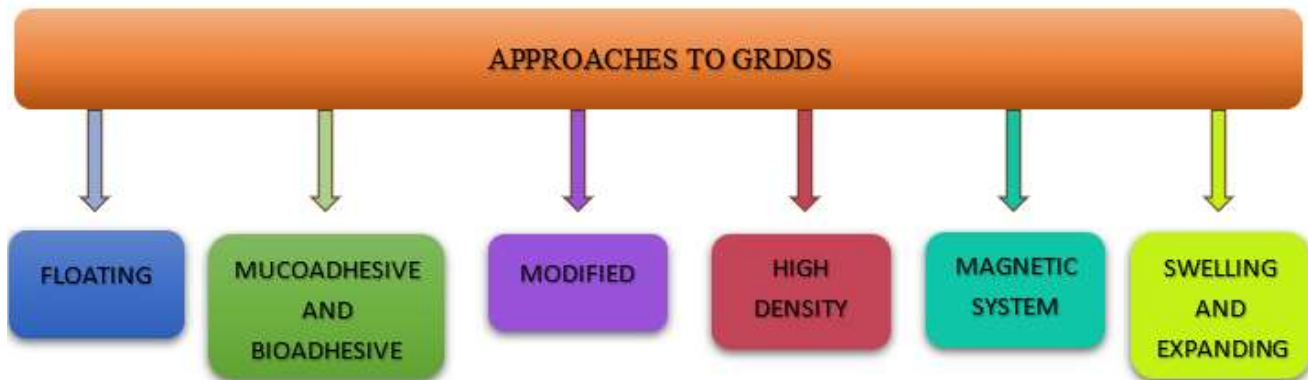 APPROACHES TO GRDDS
FLOATING
MUCOADHESIVE
AND
BIOADHESIVE
MODIFIED
HIGH
DENSITY
MAGNETIC
SYSTEM
SWELLING
AND
EXPANDING